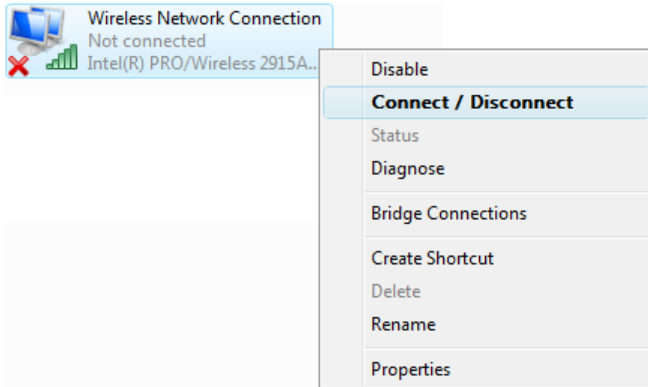 Wireless Network Connection
Not connected
Intel(R) PRO/Wireless 2915A...
Disable
Connect / Disconnect
Status
Diagnose
Bridge Connections
Create Shortcut
Delete
Rename
Properties